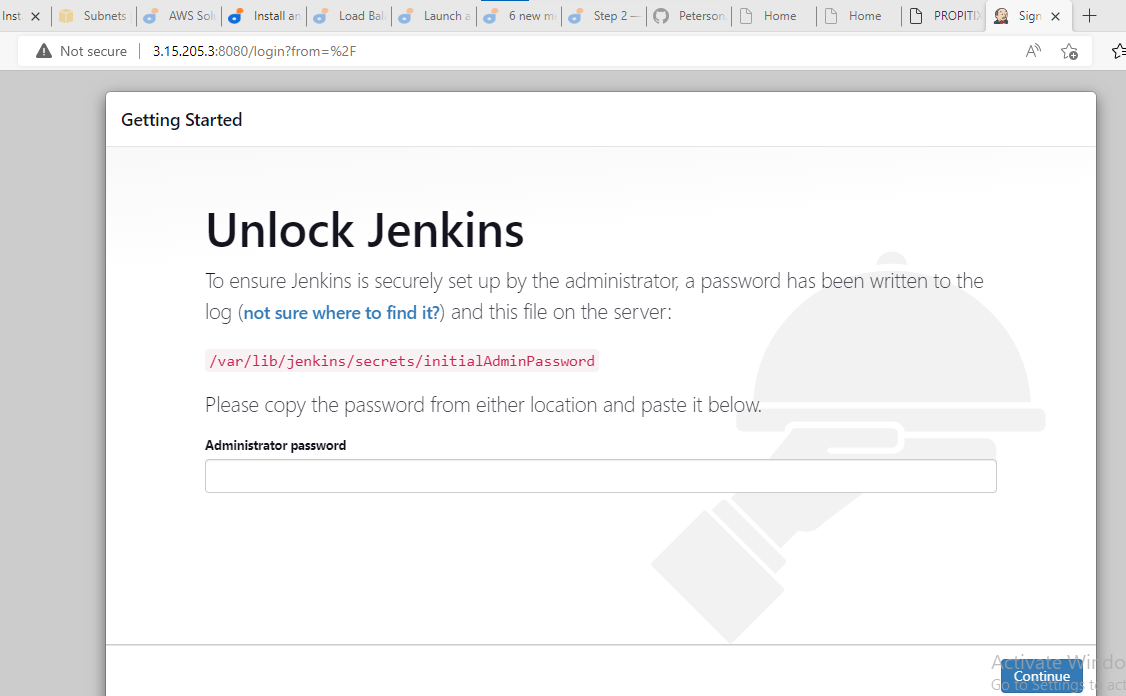 Inst
Subnets
AWS Solu
Install an
Load Bal
Launch a
6 new m
Step 2 —
Peterson
Home
Home
PROPITIX
Sign
Not secure
3.15.205.3:8080/login?from=%2F
Getting Started
Unlock Jenkins
To ensure Jenkins is securely set up by the administrator, a password has been written to the
log (not sure where to find it?) and this file on the server:
/var/lib/jenkins/secrets/initialAdminPassword
Please copy the password from either location and paste it below.
Administrator password
Activate Windo
Continue
Go to Settings to act